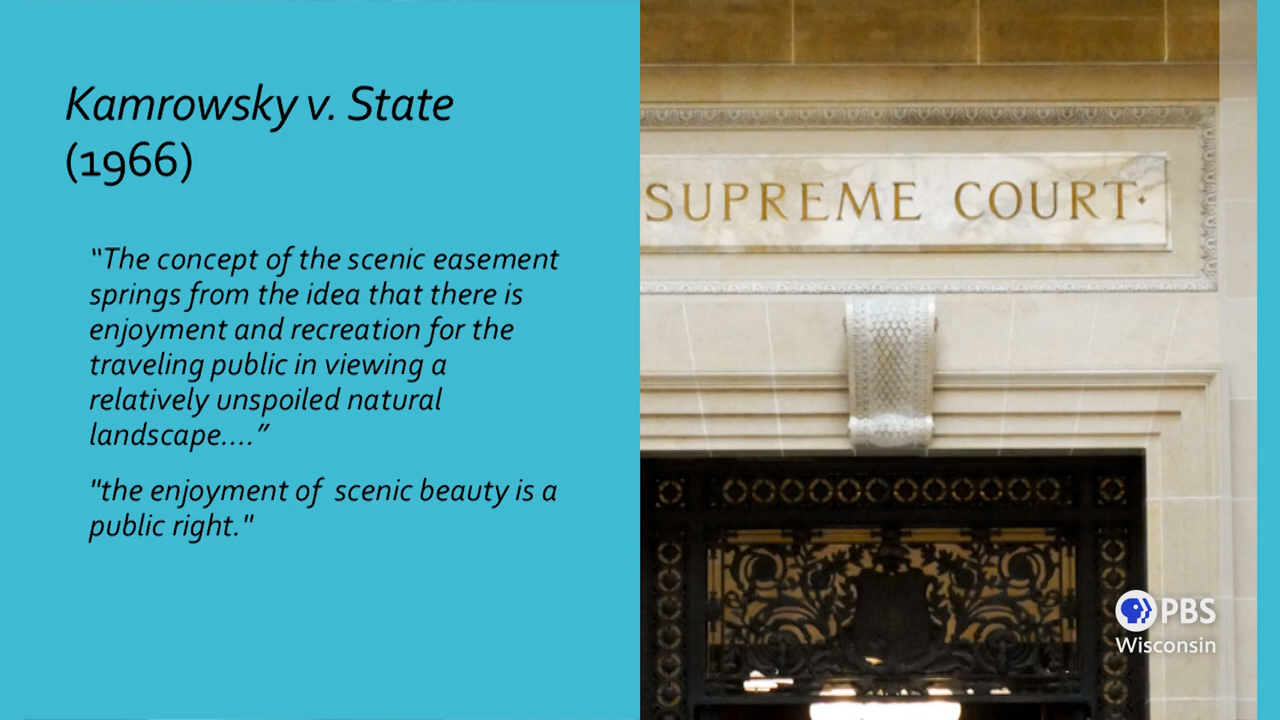 Kamrowsky v. State
(1966)
“The concept of the scenic easement
springs from the idea that there is
enjoyment and recreation for the
traveling public in viewing a
relatively unspoiled natural
landscape....”
"the enjoyment of  scenic beauty is a
public right."
SUPREME COURT·
PBS
Wisconsin